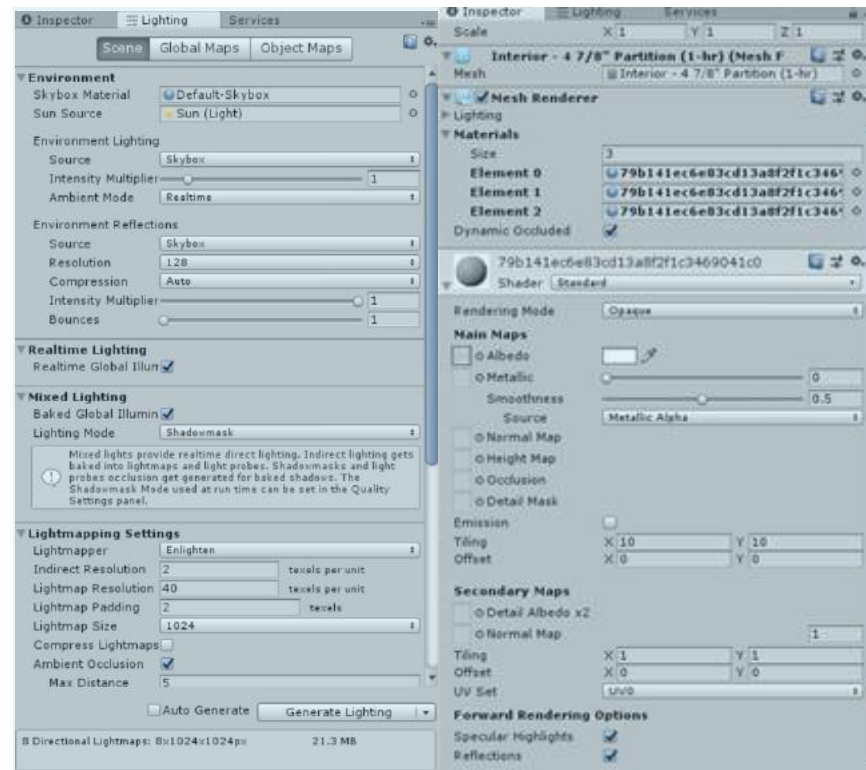 Inspector Lighting Services
Scene Global Maps Object Maps
Environment
Skybox Material Default-Skybox
Sun Source Sun (Light)
Environment Lighting
Source Skybox
Intensity Multiplier 1
Ambient Mode Realtime
Environment Reflections
Source Skybox
Resolution 128
Compression Auto
Intensity Multiplier 1
Bounces 1
Realtime Lighting
Realtime Global Illum
Mixed Lighting
Baked Global Illumin
Lighting Mode Shadowmask
Mixed lights provide realtime direct lighting. Indirect lighting gets
baked into lightmaps and light probes. Shadowmasks and light
probes occlusion get generated for baked shadows. The
Shadowmask Mode used at run time can be set in the Quality
Settings panel.
Lightmapping Settings
Lightmapper Enlighten
Indirect Resolution 2 texels per unit
Lightmap Resolution 40 texels per unit
Lightmap Padding 2 texels
Lightmap Size 1024
Compress Lightmaps
Ambient Occlusion
Max Distance 5
Auto Generate Generate Lighting
8 Directional Lightmaps: 8x1024x1024px 21.3 MB
Inspector Lighting Services
Scale X 1 Y 1 Z 1
Interior - 4 7/8" Partition (1-hr) (Mesh F
Mesh Interior - 4 7/8" Partition (1-hr)
Mesh Renderer
Lighting
Materials
Size 3
Element 0 79b141ec6e83cd13a8f2f1c346
Element 1 79b141ec6e83cd13a8f2f1c346
Element 2 79b141ec6e83cd13a8f2f1c346
Dynamic Occluded
79b141ec6e83cd13a8f2f1c3469041c0
Shader Standard
Rendering Mode Opaque
Main Maps
Albedo
Metallic 0
Smoothness 0.5
Source Metallic Alpha
Normal Map
Height Map
Occlusion
Detail Mask
Emission
Tiling X 10 Y 10
Offset X 0 Y 0
Secondary Maps
Detail Albedo x2
Normal Map 1
Tiling X 1 Y 1
Offset X 0 Y 0
UV Set UV0
Forward Rendering Options
Specular Highlights
Reflections